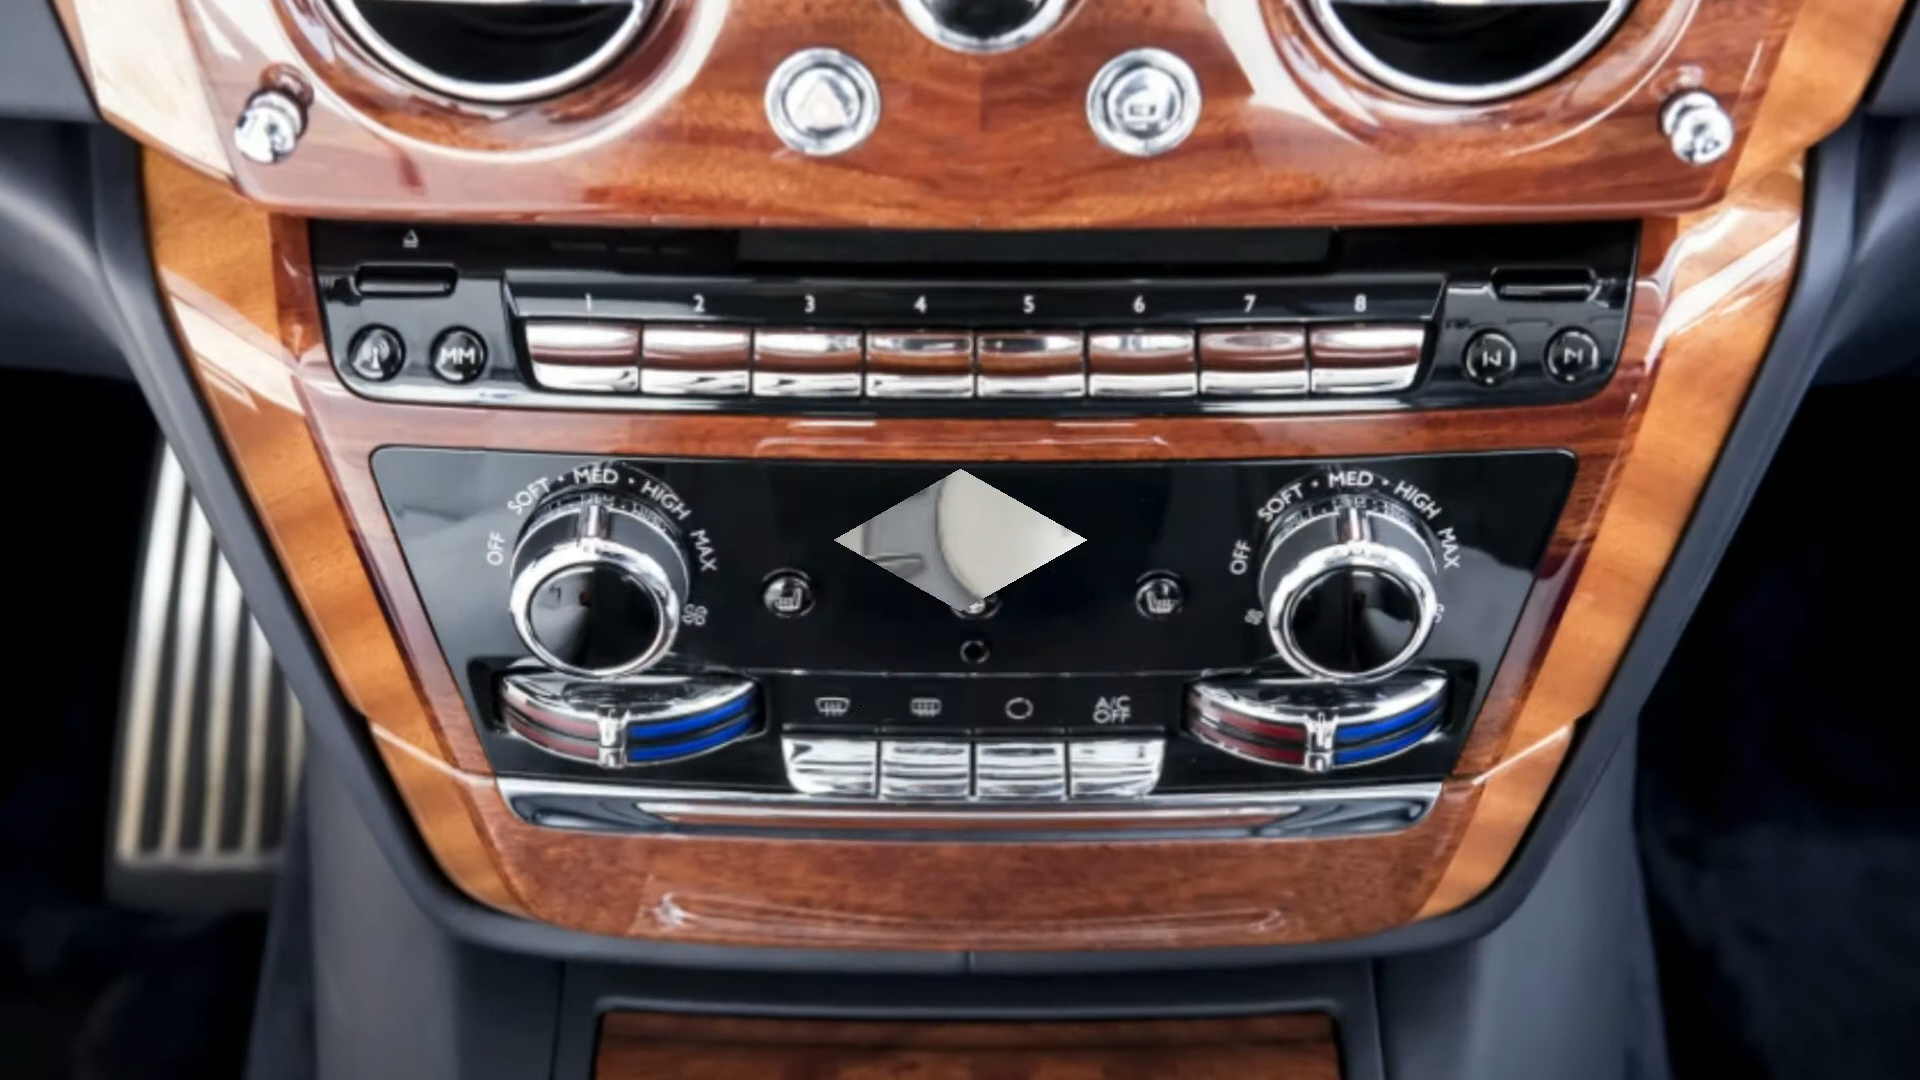 1 2 3 4 5 6 7 8
MM
OFF SOFT • MED • HIGH MAX
OFF SOFT • MED • HIGH MAX
A/C
OFF